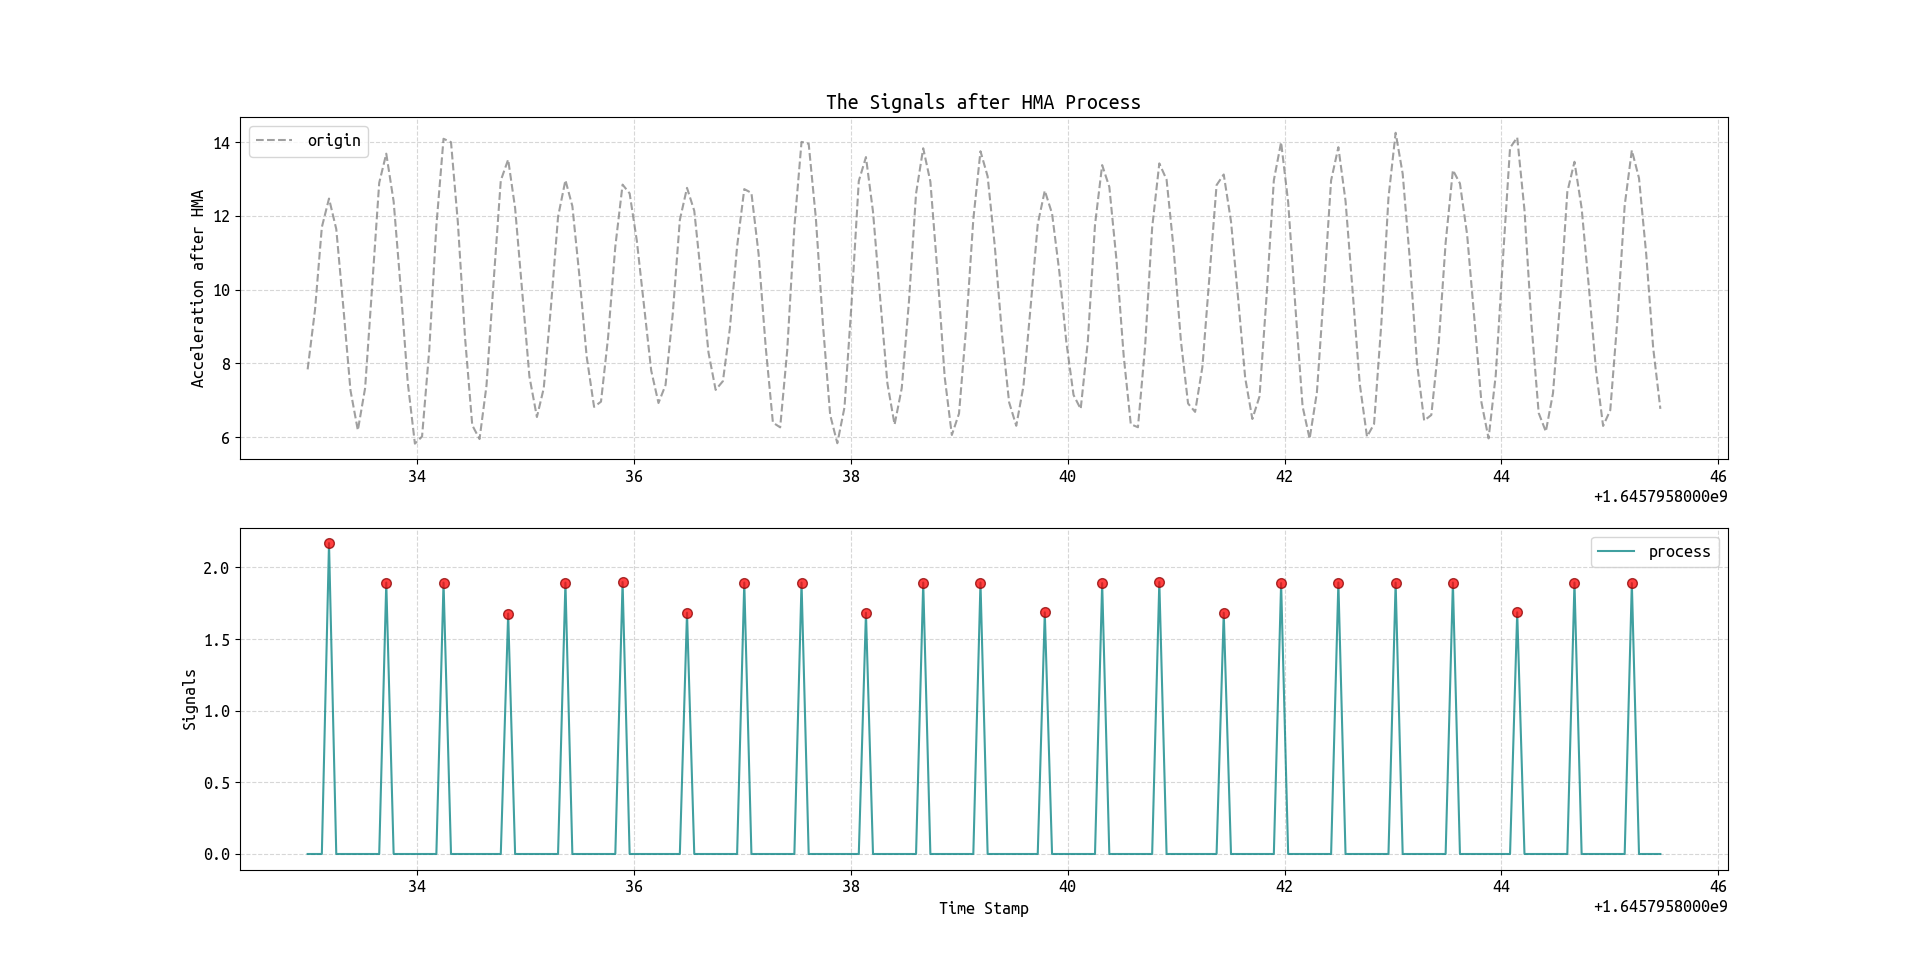 The Signals after HMA Process
origin
Acceleration after HMA
14
12
10
8
6
34 36 38 40 42 44 46
+1.6457958000e9
process
Signals
2.0
1.5
1.0
0.5
0.0
34 36 38 40 42 44 46
Time Stamp
+1.6457958000e9